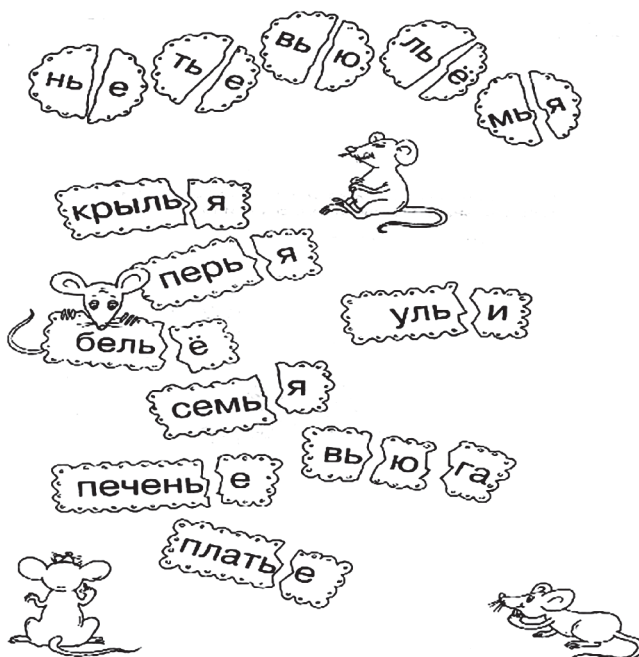 нь е ть е вь ю ль ё мь я
крыль я
перь я
уль и
бель ё
семь я
вь ю га
печень е
плать е